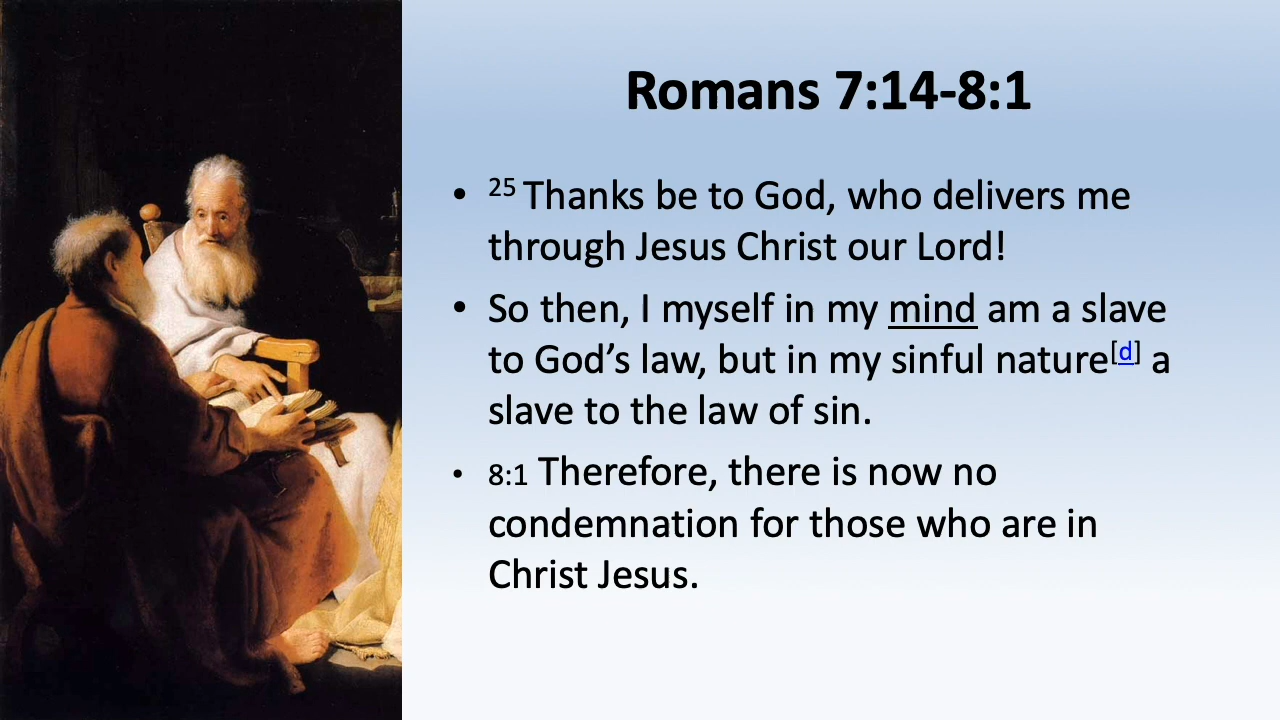 Romans 7:14-8:1
• 25 Thanks be to God, who delivers me
through Jesus Christ our Lord!
• So then, I myself in my mind am a slave
to God’s law, but in my sinful nature[d] a
slave to the law of sin.
• 8:1 Therefore, there is now no
condemnation for those who are in
Christ Jesus.